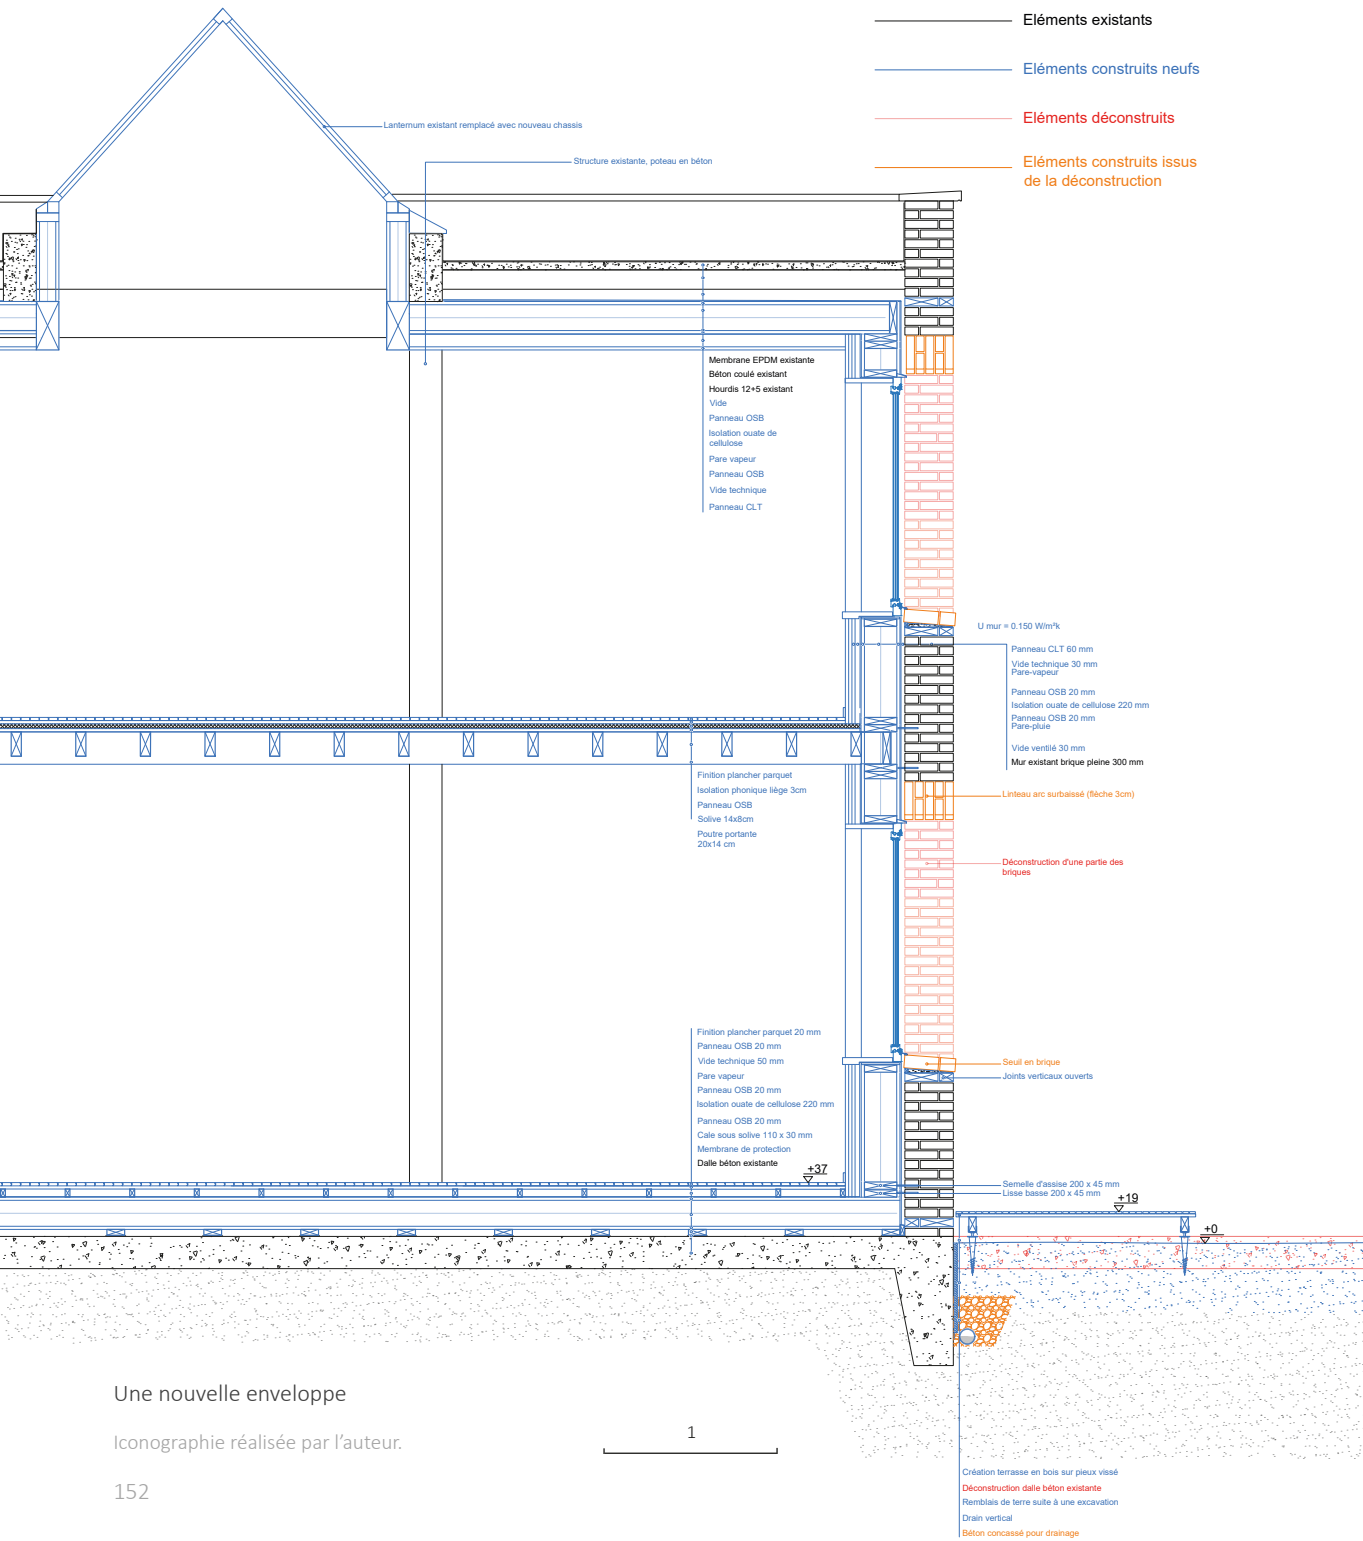 Eléments existants
Eléments construits neufs
Eléments déconstruits
Eléments construits issus
de la déconstruction
Lanternum existant remplacé avec nouveau chassis
Structure existante, poteau en béton
Membrane EPDM existante
Béton coulé existant
Hourdis 12+5 existant
Vide
Panneau OSB
Isolation ouate de
cellulose
Pare vapeur
Panneau OSB
Vide technique
Panneau CLT
U mur = 0.150 W/m²k
Panneau CLT 60 mm
Vide technique 30 mm
Pare-vapeur
Panneau OSB 20 mm
Isolation ouate de cellulose 220 mm
Panneau OSB 20 mm
Pare-pluie
Vide ventilé 30 mm
Mur existant brique pleine 300 mm
Finition plancher parquet
Isolation phonique liège 3cm
Panneau OSB
Solive 14x8cm
Poutre portante
20x14 cm
Linteau arc surbaissé (flèche 3cm)
Déconstruction d'une partie des
briques
Finition plancher parquet 20 mm
Panneau OSB 20 mm
Vide technique 50 mm
Pare vapeur
Panneau OSB 20 mm
Isolation ouate de cellulose 220 mm
Panneau OSB 20 mm
Cale sous solive 110 x 30 mm
Membrane de protection
Dalle béton existante
+37
Seuil en brique
Joints verticaux ouverts
Semelle d'assise 200 x 45 mm
Lisse basse 200 x 45 mm
+19
+0
Une nouvelle enveloppe
Iconographie réalisée par l'auteur.
152
1
Création terrasse en bois sur pieux vissé
Déconstruction dalle béton existante
Remblais de terre suite à une excavation
Drain vertical
Béton concassé pour drainage